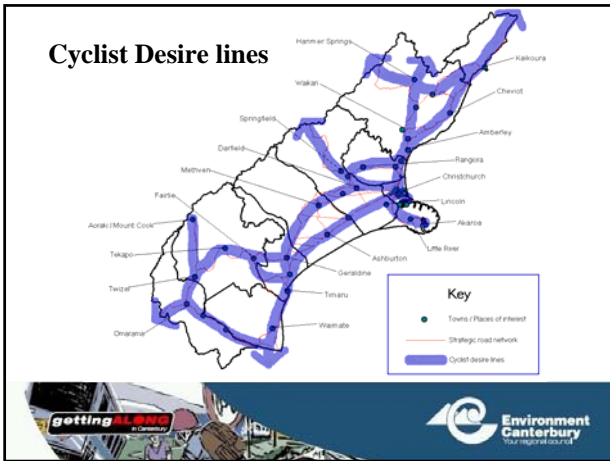 Cyclist Desire lines
Hanmer Springs
Kaikoura
Waikari
Cheviot
Springfield
Amberley
Darfield
Rangiora
Methven
Christchurch
Fairlie
Lincoln
Aoraki/Mount Cook
Akaroa
Little River
Tekapo
Ashburton
Geraldine
Twizel
Timaru
Omarama
Waimate
Key
Towns / Places of interest
Strategic road network
Cyclist desire lines
gettingALONG
in Canterbury
Environment
Canterbury
Your regional council